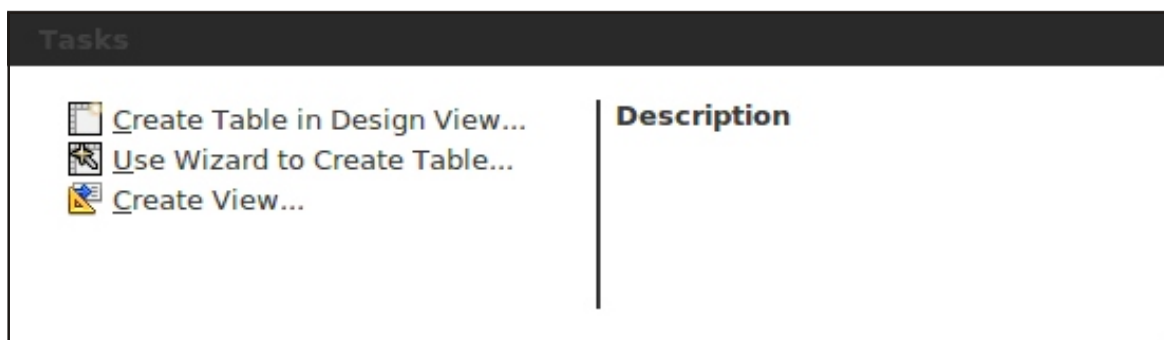 Tasks
Create Table in Design View...
Use Wizard to Create Table...
Create View...
Description